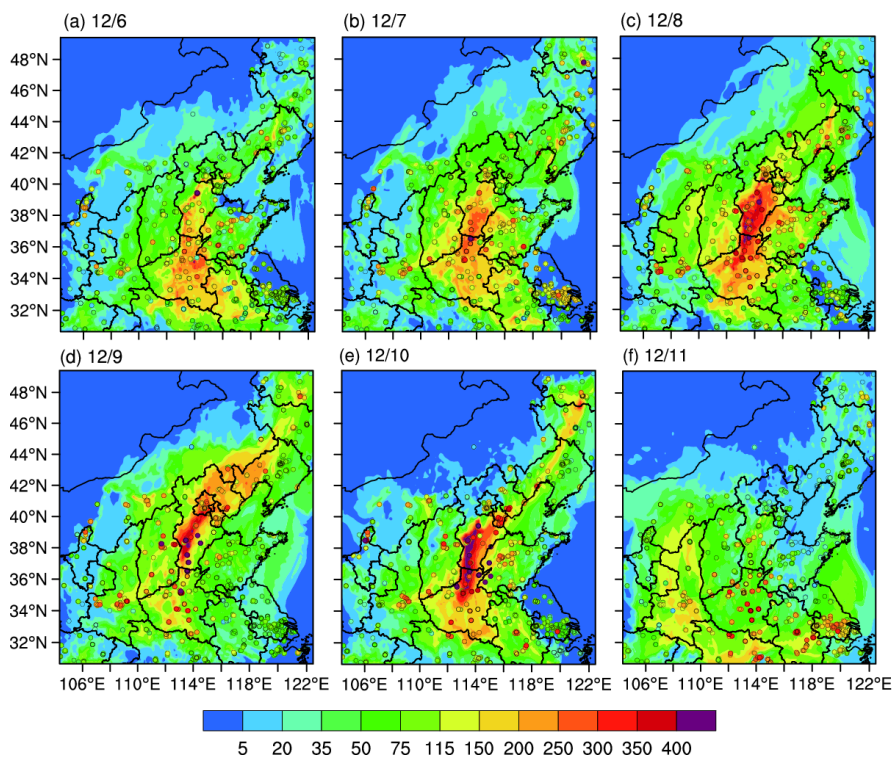 (a) 12/6 (b) 12/7 (c) 12/8
48°N
46°N
44°N
42°N
40°N
38°N
36°N
34°N
32°N
(d) 12/9 (e) 12/10 (f) 12/11
48°N
46°N
44°N
42°N
40°N
38°N
36°N
34°N
32°N
106°E 110°E 114°E 118°E 122°E 106°E 110°E 114°E 118°E 122°E 106°E 110°E 114°E 118°E 122°E
5 20 35 50 75 115 150 200 250 300 350 400